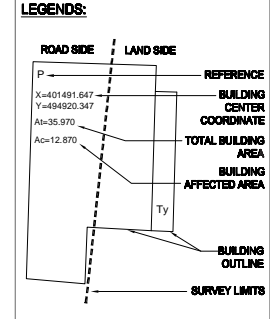 LEGENDS:
ROAD SIDE LAND SIDE
P
REFERENCE
X=401491.647
Y=494920.347
BUILDING
CENTER
COORDINATE
At=35.970
TOTAL BUILDING
AREA
Ac=12.870
BUILDING
AFFECTED AREA
Ty
BUILDING
OUTLINE
SURVEY LIMITS